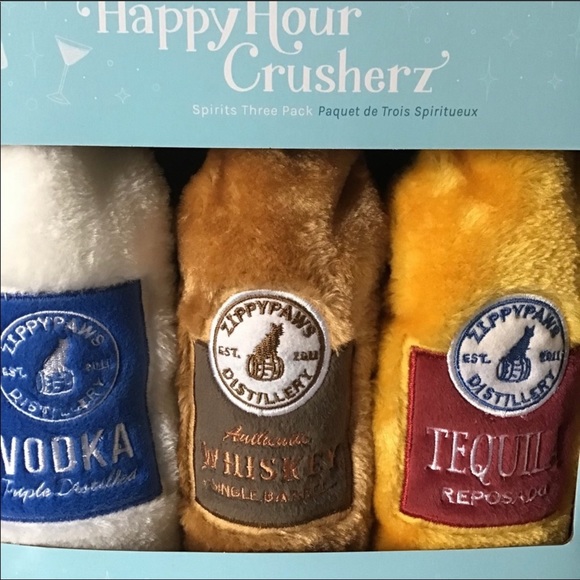 HappyHour
Crusherz
Spirits Three Pack Paquet de Trois Spiritueux
ZIPPYPAWS
EST. 2011
DISTILLERY
VODKA
Triple Distilled
ZIPPYPAWS
EST. 2011
DISTILLERY
Authentic
WHISKEY
SINGLE BARREL
ZIPPYPAWS
EST. 2011
DISTILLERY
TEQUILA
REPOSADO